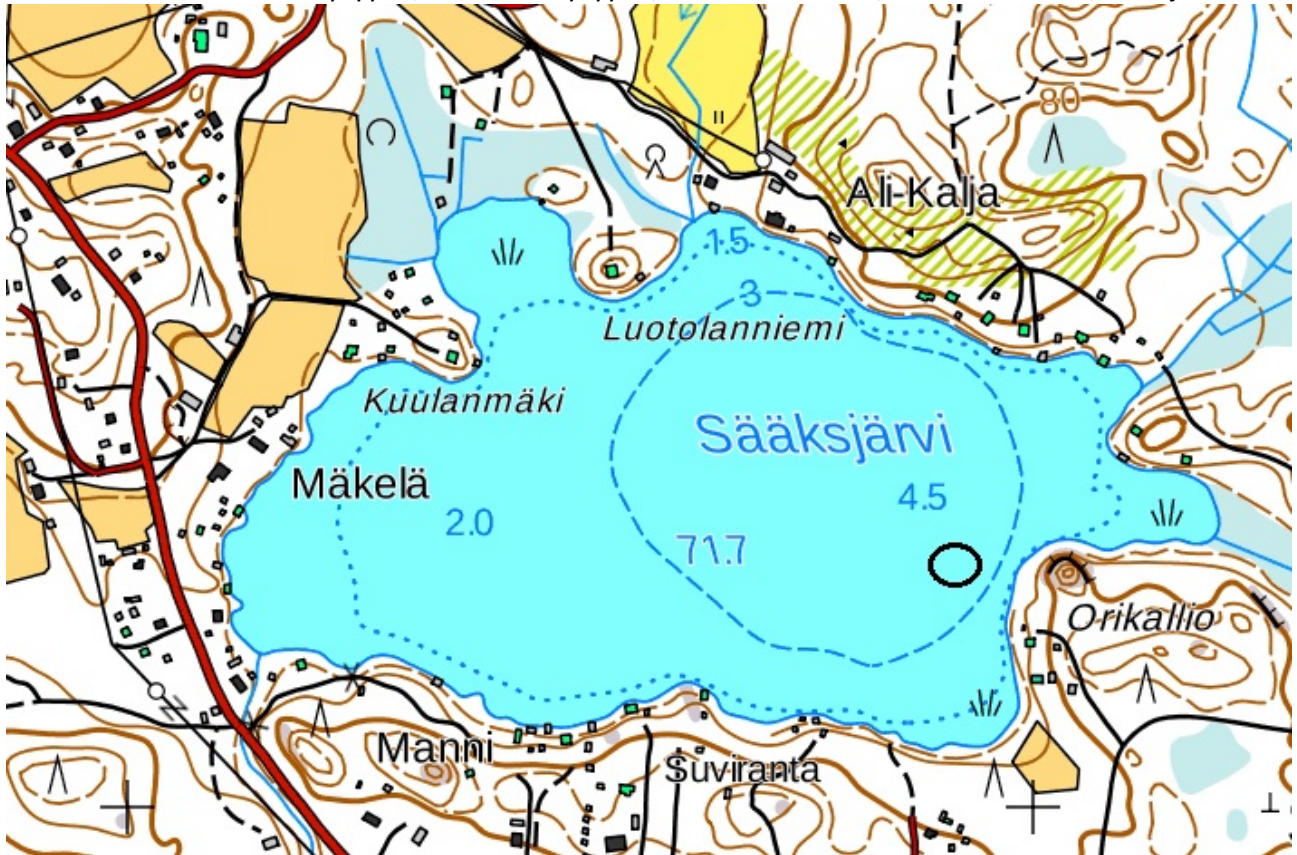 80
Ali-Kalja
1.5
3
Luotolanniemi
Kuulanmäki
Sääksjärvi
Mäkelä
4.5
2.0
71.7
Orikallio
Manni
Suviranta